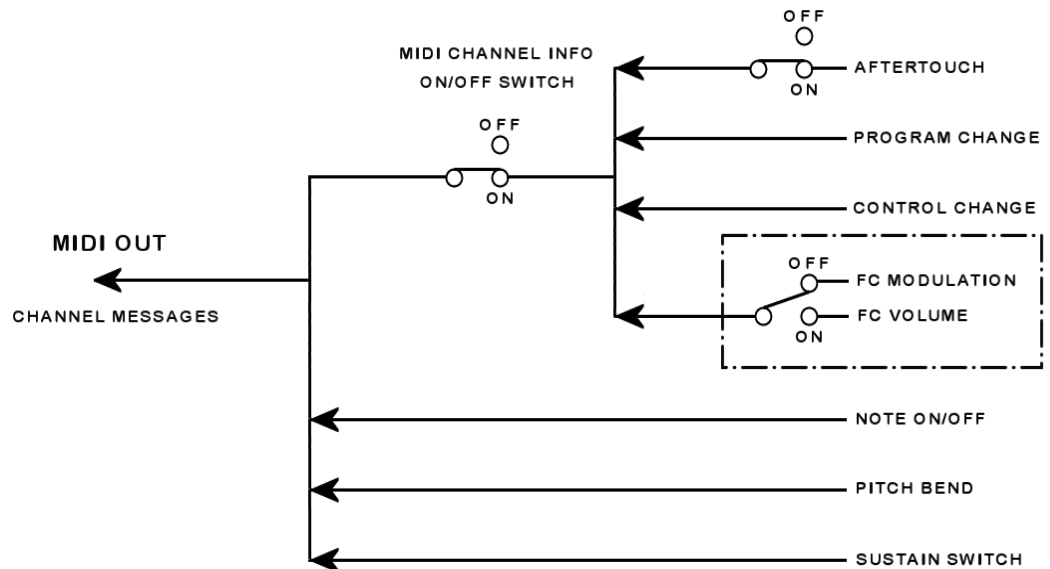 OFF
MIDI CHANNEL INFO
ON/OFF SWITCH
AFTERTOUCH
ON
OFF
PROGRAM CHANGE
ON
CONTROL CHANGE
MIDI OUT
OFF
FC MODULATION
CHANNEL MESSAGES
FC VOLUME
ON
NOTE ON/OFF
PITCH BEND
SUSTAIN SWITCH